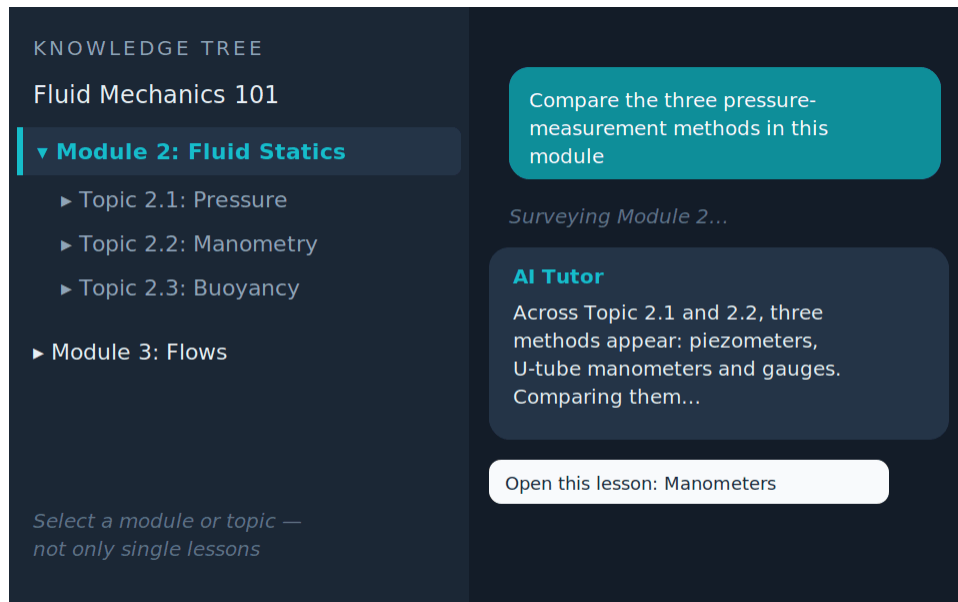 KNOWLEDGE TREE
Fluid Mechanics 101
▾ Module 2: Fluid Statics
▸ Topic 2.1: Pressure
▸ Topic 2.2: Manometry
▸ Topic 2.3: Buoyancy
▸ Module 3: Flows
Select a module or topic —
not only single lessons
Compare the three pressure-
measurement methods in this
module
Surveying Module 2…
AI Tutor
Across Topic 2.1 and 2.2, three
methods appear: piezometers,
U-tube manometers and gauges.
Comparing them…
Open this lesson: Manometers